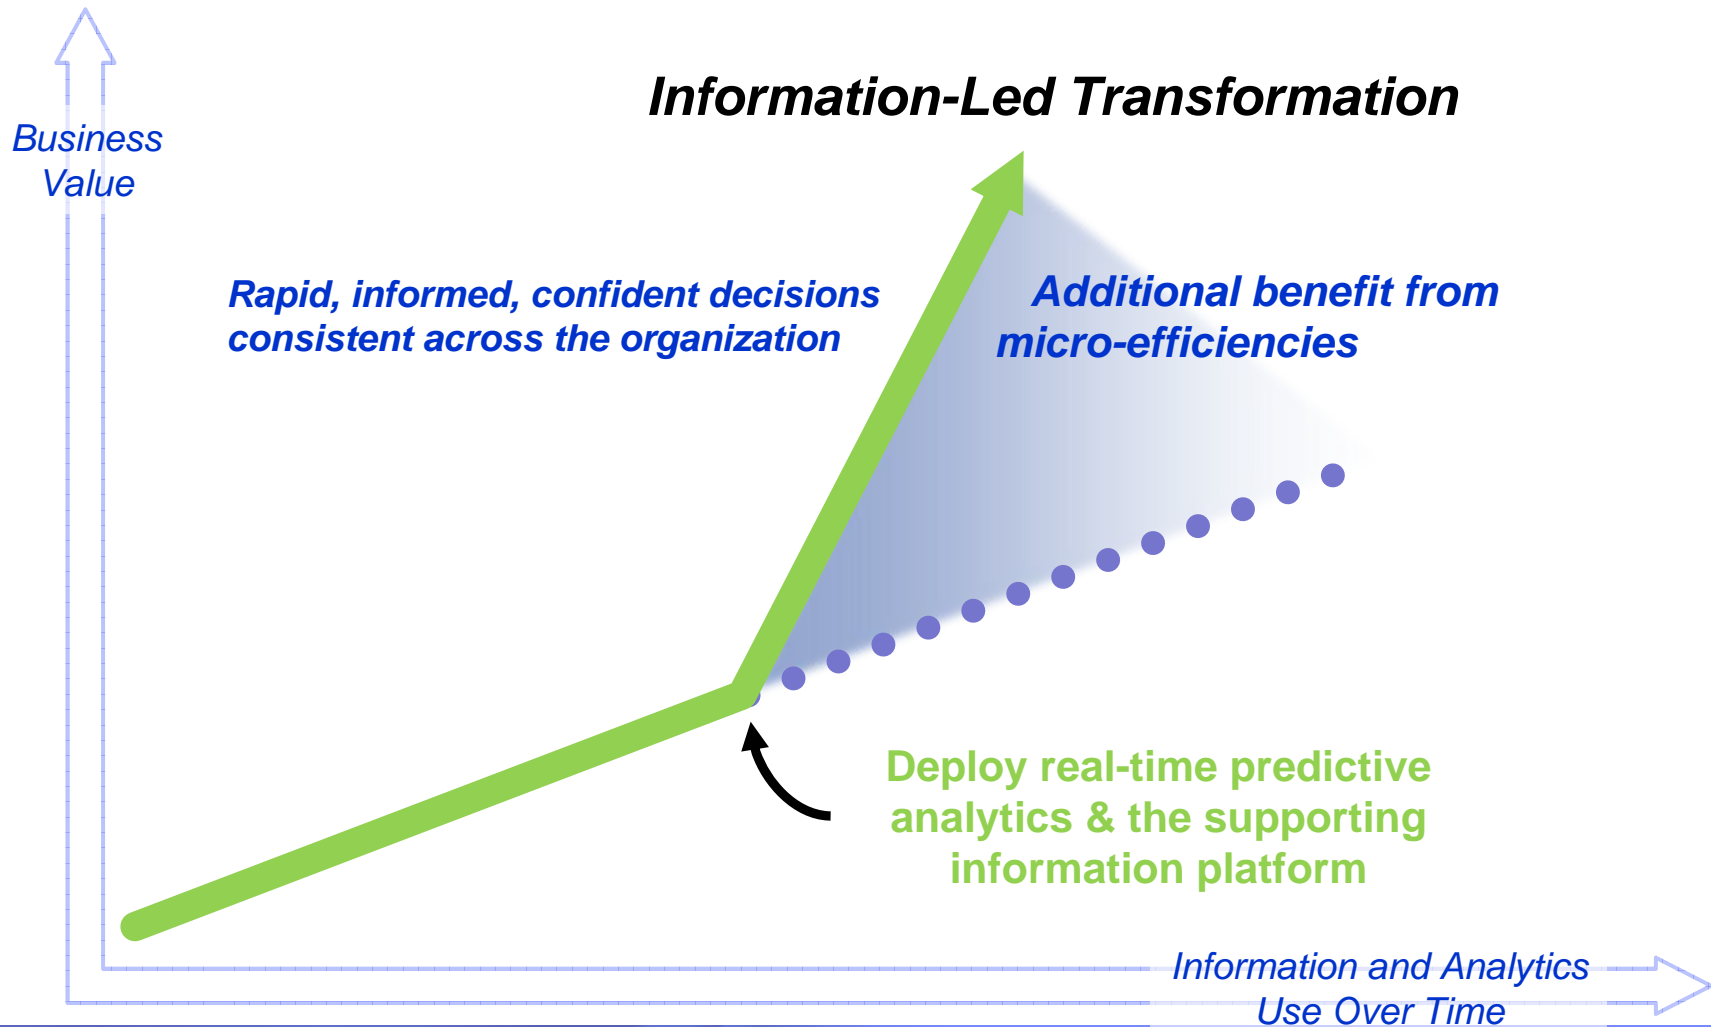 Information-Led Transformation
Business
Value
Rapid, informed, confident decisions
consistent across the organization
Additional benefit from
micro-efficiencies
Deploy real-time predictive
analytics & the supporting
information platform
Information and Analytics
Use Over Time